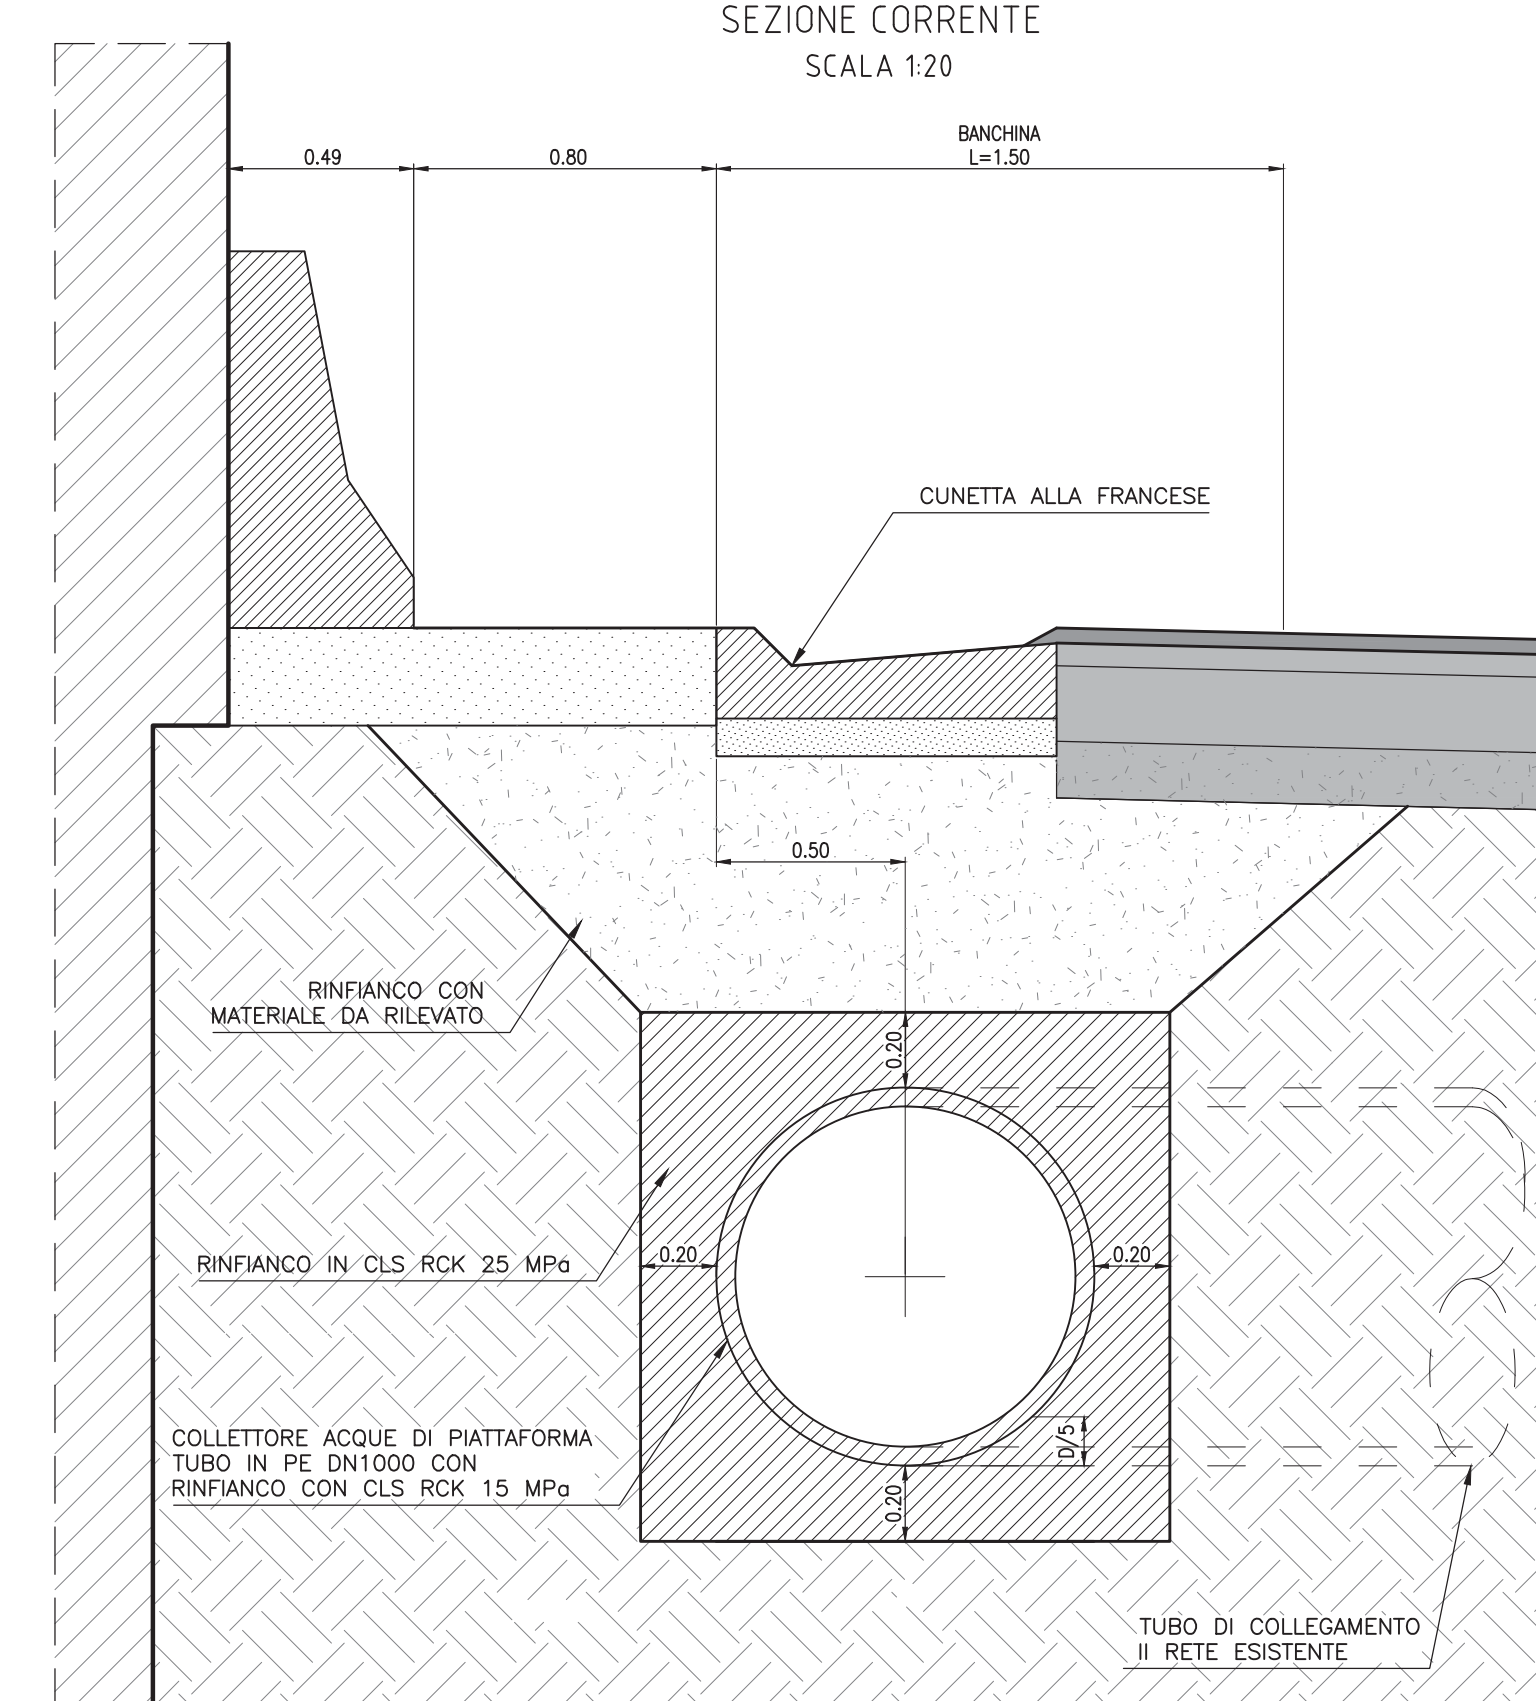 SEZIONE CORRENTE
SCALA 1:20
BANCHINA
0.49
0.80
L=1.50
CUNETTA ALLA FRANCESE
0.50
RINFIANCO CON
MATERIALE DA RILEVATO
0.20
RINFIANCO IN CLS RCK 25 MPa
0.20
0.20
COLLETTORE ACQUE DI PIATTAFORMA
TUBO IN PE DN1000 CON
RINFIANCO CON CLS RCK 15 MPa
D/5
0.20
TUBO DI COLLEGAMENTO
II RETE ESISTENTE